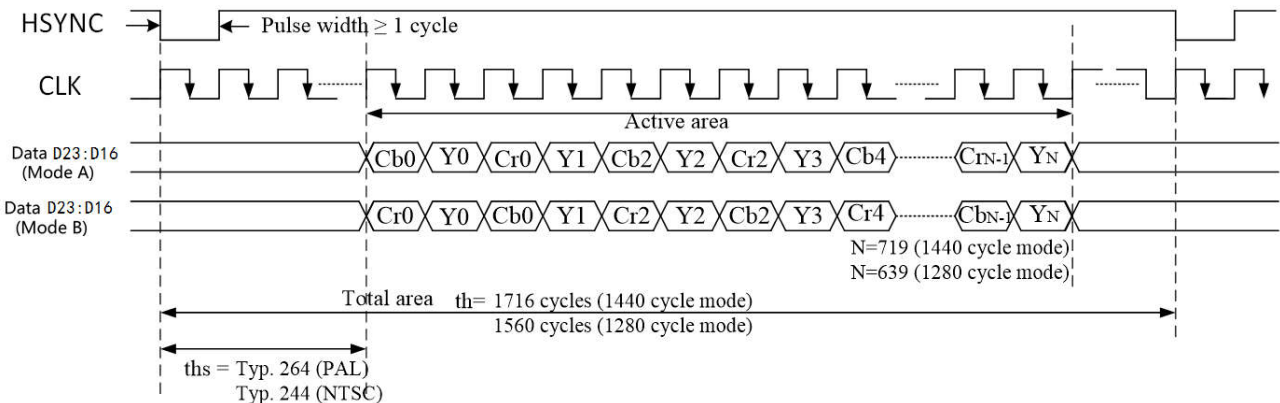 HSYNC
Pulse width ≥ 1 cycle
CLK
Active area
Data D23:D16
(Mode A)
Cb0 Y0 Cr0 Y1 Cb2 Y2 Cr2 Y3 Cb4 CrN-1 YN
Data D23:D16
(Mode B)
Cr0 Y0 Cb0 Y1 Cr2 Y2 Cb2 Y3 Cr4 CbN-1 YN
N=719 (1440 cycle mode)
N=639 (1280 cycle mode)
Total area th= 1716 cycles (1440 cycle mode)
1560 cycles (1280 cycle mode)
ths = Typ. 264 (PAL)
Typ. 244 (NTSC)